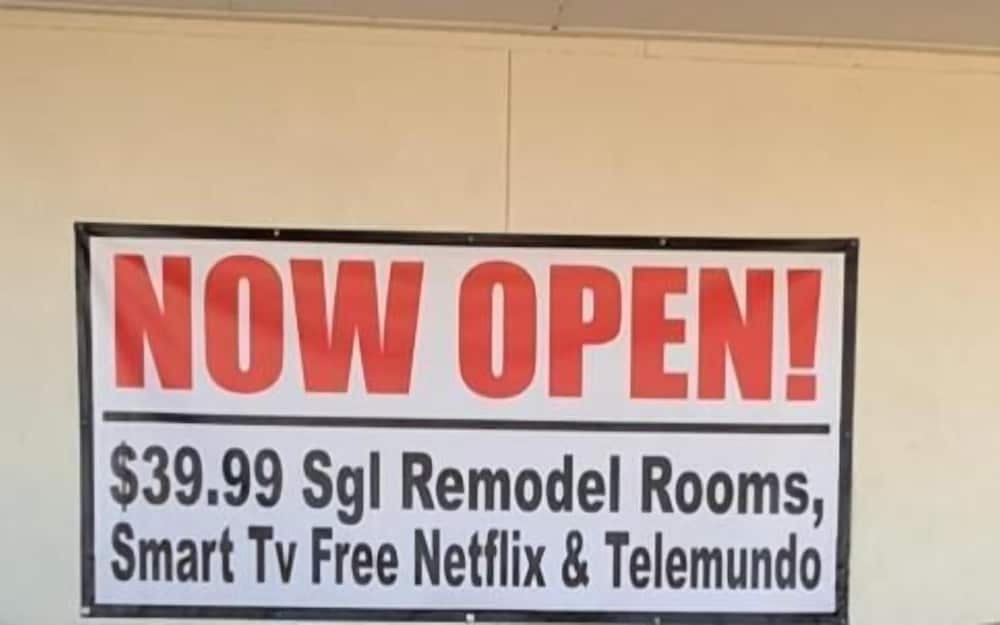 NOW OPEN!
$39.99 Sgl Remodel Rooms,
Smart Tv Free Netflix & Telemundo